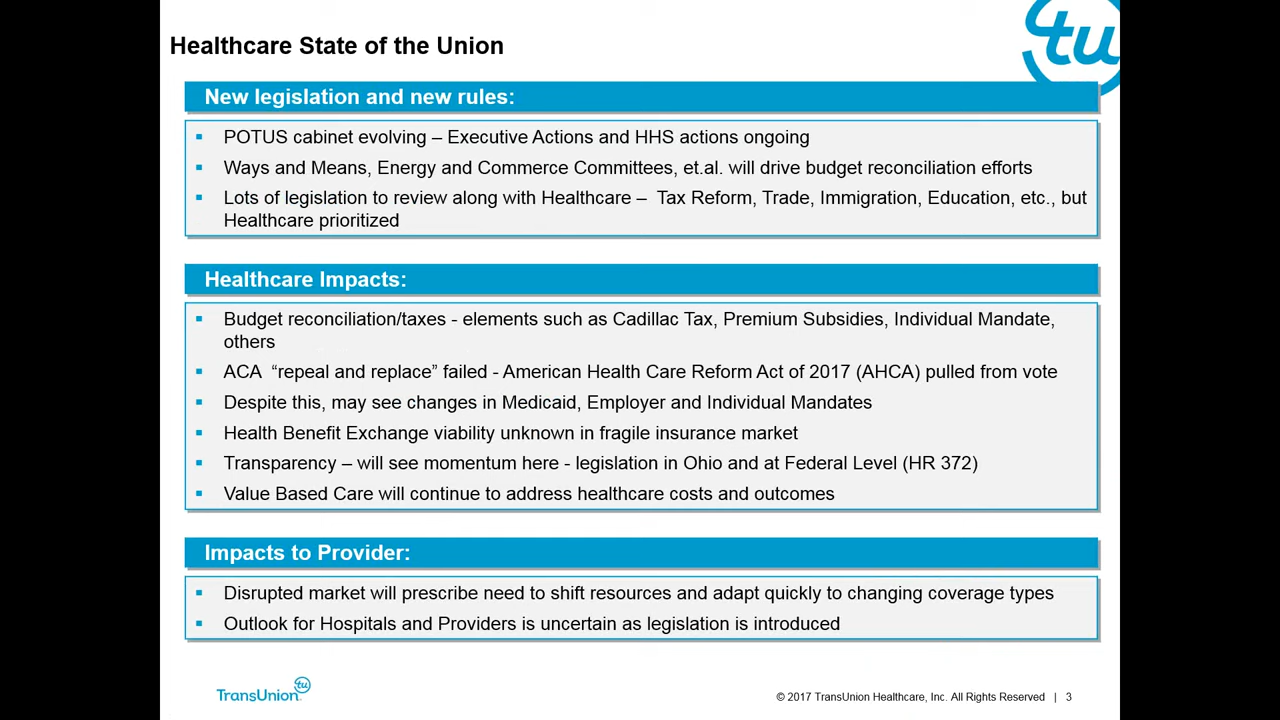 tu
Healthcare State of the Union
New legislation and new rules:
POTUS cabinet evolving – Executive Actions and HHS actions ongoing
Ways and Means, Energy and Commerce Committees, et.al. will drive budget reconciliation efforts
Lots of legislation to review along with Healthcare –  Tax Reform, Trade, Immigration, Education, etc., but
Healthcare prioritized
Healthcare Impacts:
Budget reconciliation/taxes - elements such as Cadillac Tax, Premium Subsidies, Individual Mandate,
others
ACA  “repeal and replace” failed - American Health Care Reform Act of 2017 (AHCA) pulled from vote
Despite this, may see changes in Medicaid, Employer and Individual Mandates
Health Benefit Exchange viability unknown in fragile insurance market
Transparency – will see momentum here - legislation in Ohio and at Federal Level (HR 372)
Value Based Care will continue to address healthcare costs and outcomes
Impacts to Provider:
Disrupted market will prescribe need to shift resources and adapt quickly to changing coverage types
Outlook for Hospitals and Providers is uncertain as legislation is introduced
TransUnion tu
© 2017 TransUnion Healthcare, Inc. All Rights Reserved | 3